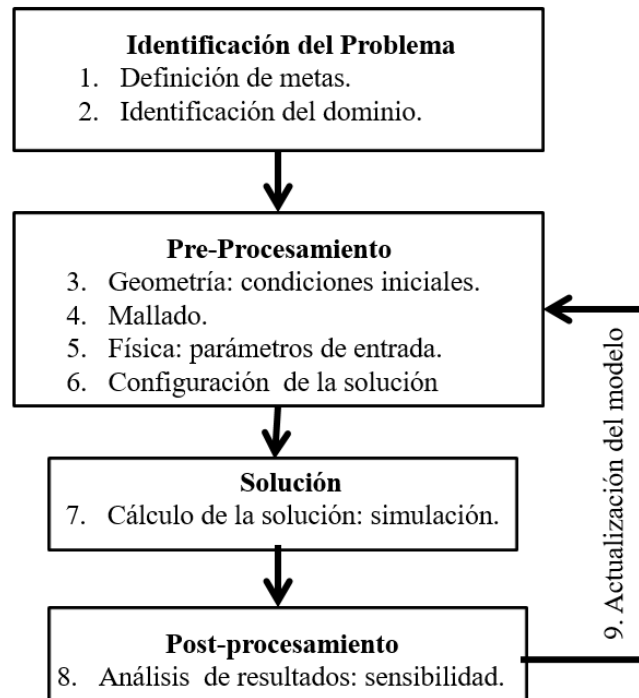 Identificación del Problema
1. Definición de metas.
2. Identificación del dominio.
Pre-Procesamiento
3. Geometría: condiciones iniciales.
4. Mallado.
5. Física: parámetros de entrada.
6. Configuración de la solución
Solución
7. Cálculo de la solución: simulación.
Post-procesamiento
8. Análisis de resultados: sensibilidad.
9. Actualización del modelo